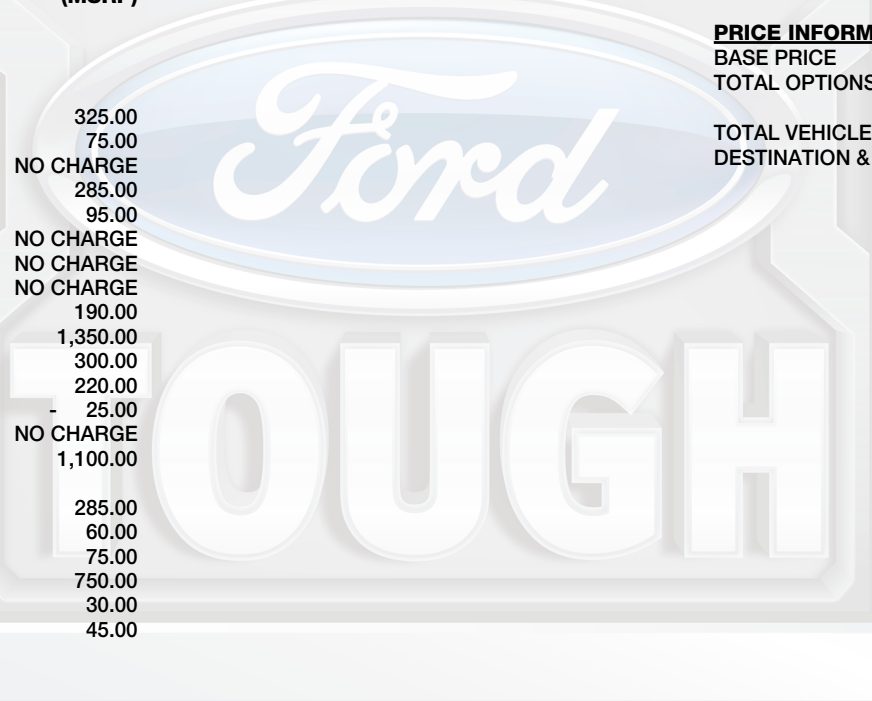 (MSRP)
325.00
75.00
NO CHARGE
285.00
95.00
NO CHARGE
NO CHARGE
NO CHARGE
190.00
1,350.00
300.00
220.00
- 25.00
NO CHARGE
1,100.00
285.00
60.00
75.00
750.00
30.00
45.00
Ford
TOUGH
PRICE INFORM
BASE PRICE
TOTAL OPTIONS
TOTAL VEHICLE
DESTINATION &